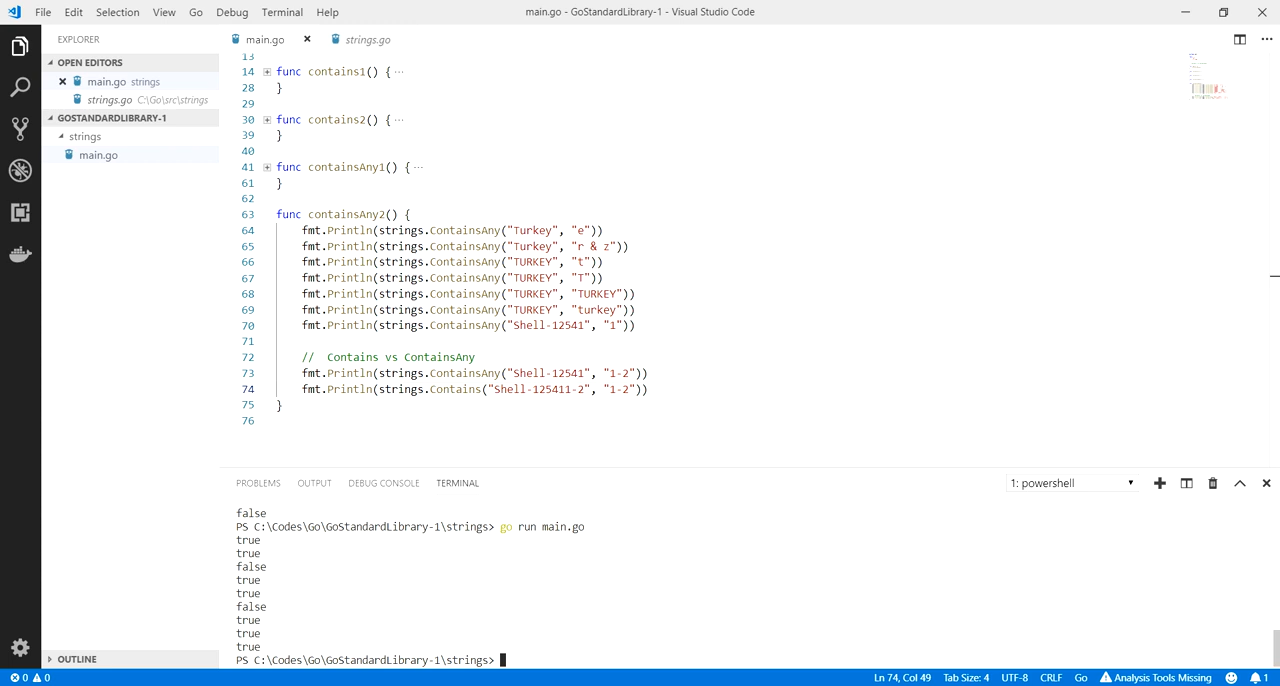 File Edit Selection View Go Debug Terminal Help
main.go - GoStandardLibrary-1 - Visual Studio Code
EXPLORER
OPEN EDITORS
main.go strings
strings.go C:\Go\src\strings
GOSTANDARDLIBRARY-1
strings
main.go
OUTLINE
main.go
strings.go
13
14 func contains1() { ···
28 }
29
30 func contains2() { ···
39 }
40
41 func containsAny1() { ···
61 }
62
63 func containsAny2() {
64 fmt.Println(strings.ContainsAny("Turkey", "e"))
65 fmt.Println(strings.ContainsAny("Turkey", "r & z"))
66 fmt.Println(strings.ContainsAny("TURKEY", "t"))
67 fmt.Println(strings.ContainsAny("TURKEY", "T"))
68 fmt.Println(strings.ContainsAny("TURKEY", "TURKEY"))
69 fmt.Println(strings.ContainsAny("TURKEY", "turkey"))
70 fmt.Println(strings.ContainsAny("Shell-12541", "1"))
71
72 // Contains vs ContainsAny
73 fmt.Println(strings.ContainsAny("Shell-12541", "1-2"))
74 fmt.Println(strings.Contains("Shell-125411-2", "1-2"))
75 }
76
PROBLEMS OUTPUT DEBUG CONSOLE TERMINAL
1: powershell
false
PS C:\Codes\Go\GoStandardLibrary-1\strings> go run main.go
true
true
false
true
true
false
true
true
true
PS C:\Codes\Go\GoStandardLibrary-1\strings>
0 0
Ln 74, Col 49 Tab Size: 4 UTF-8 CRLF Go Analysis Tools Missing 1